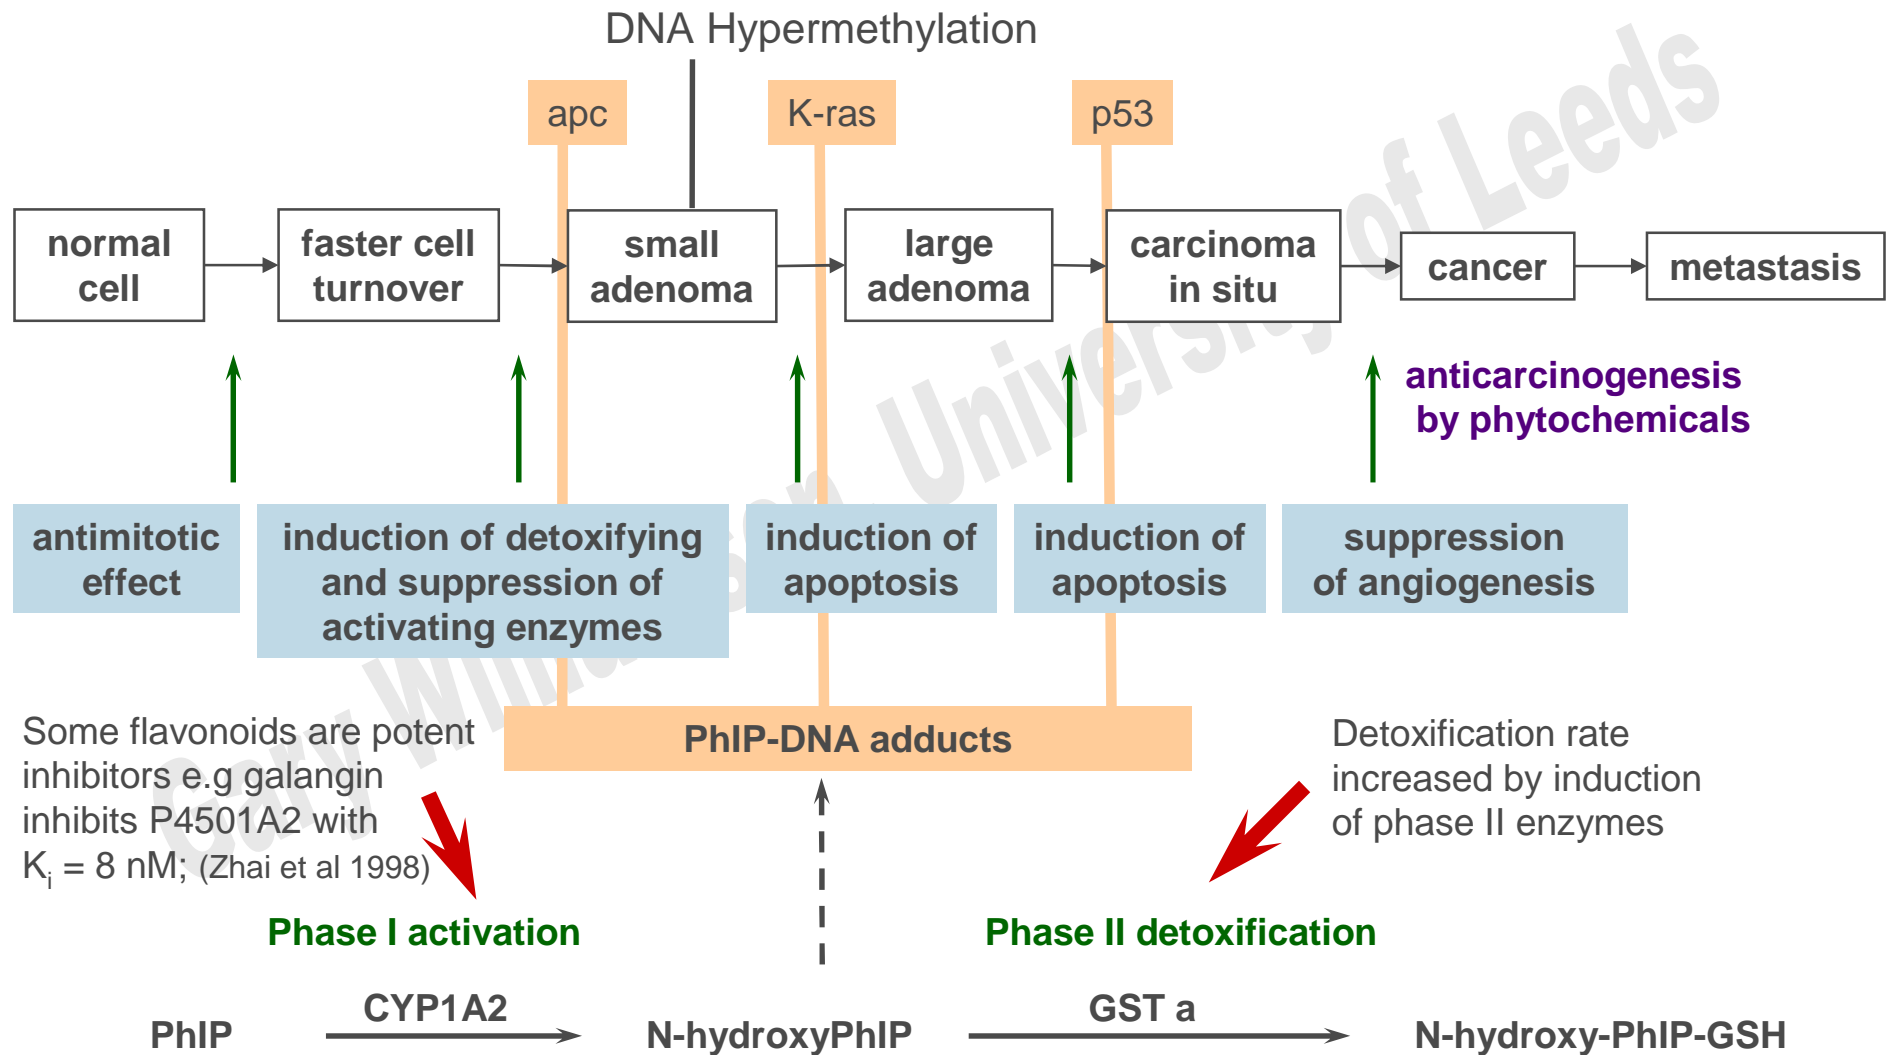 DNA Hypermethylation
apc
K-ras
p53
normal
cell
faster cell
turnover
small
adenoma
large
adenoma
carcinoma
in situ
cancer
metastasis
anticarcinogenesis
by phytochemicals
antimitotic
effect
induction of detoxifying
and suppression of
activating enzymes
induction of
apoptosis
induction of
apoptosis
suppression
of angiogenesis
Some flavonoids are potent
inhibitors e.g galangin
inhibits P4501A2 with
Ki = 8 nM; (Zhai et al 1998)
PhIP-DNA adducts
Detoxification rate
increased by induction
of phase II enzymes
Phase I activation
Phase II detoxification
PhIP
CYP1A2
N-hydroxyPhIP
GST a
N-hydroxy-PhIP-GSH
Gary University of Leeds